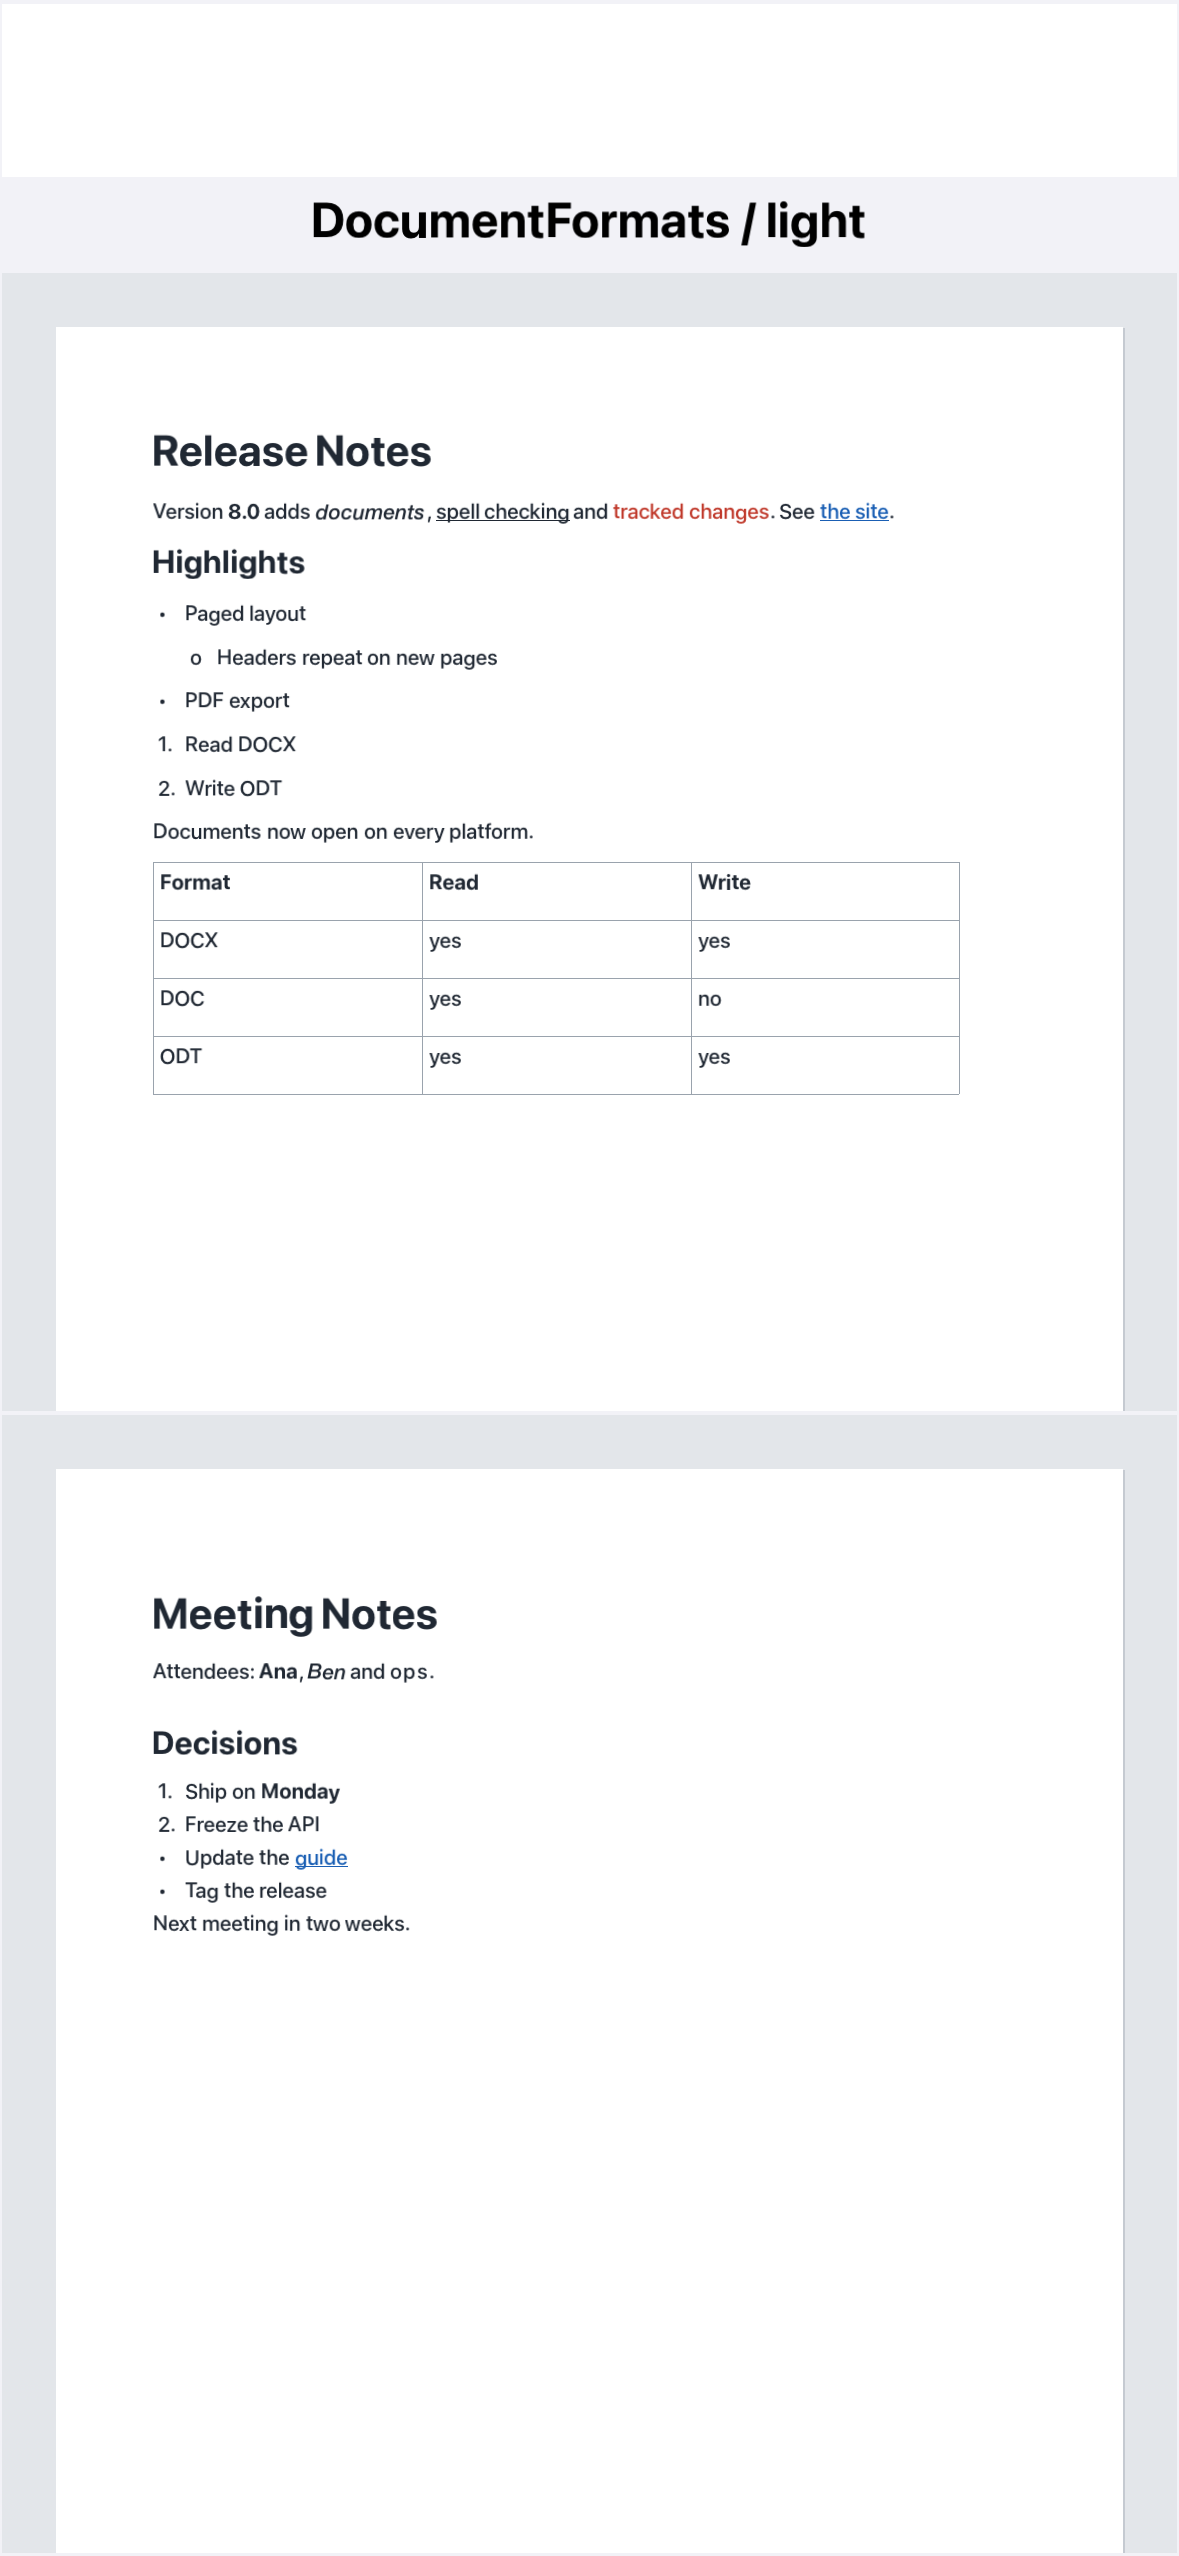 DocumentFormats / light
Release Notes
Version 8.0 adds documents, spell checking and tracked changes. See the site.
Highlights
• Paged layout
o Headers repeat on new pages
• PDF export
1. Read DOCX
2. Write ODT
Documents now open on every platform.
Format Read Write
DOCX yes yes
DOC yes no
ODT yes yes
Meeting Notes
Attendees: Ana, Ben and ops.
Decisions
1. Ship on Monday
2. Freeze the API
• Update the guide
• Tag the release
Next meeting in two weeks.